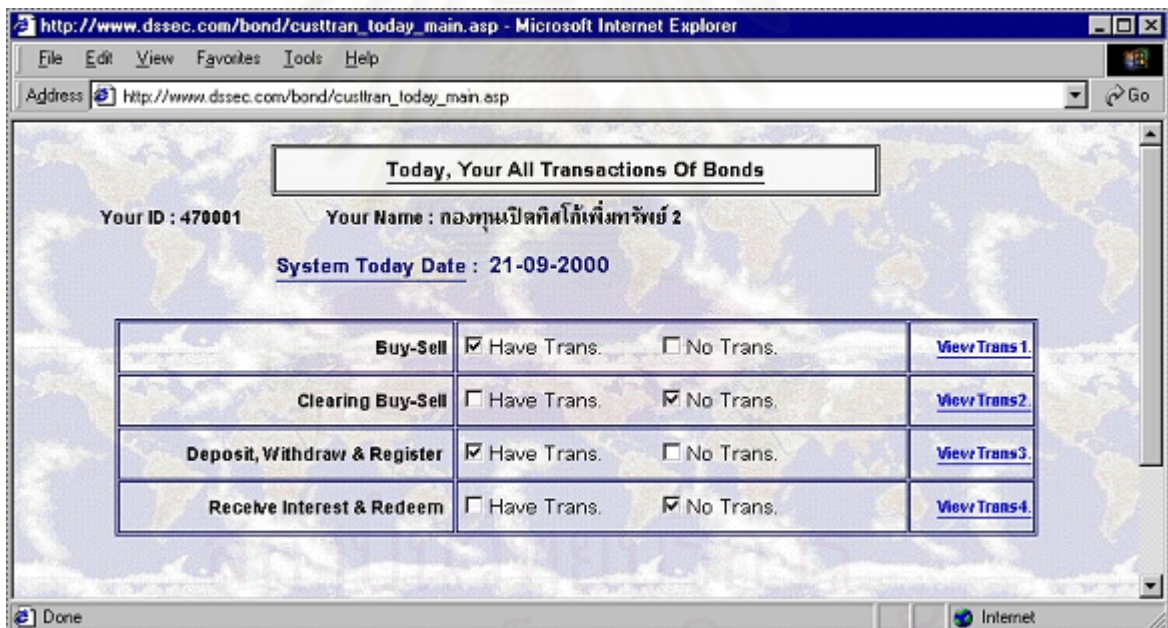 http://www.dssec.com/bond/custtran_today_main.asp - Microsoft Internet Explorer
File Edit View Favorites Tools Help
Address http://www.dssec.com/bond/custtran_today_main.asp Go
Today, Your All Transactions Of Bonds
Your ID : 470001 Your Name : กองทุนเปิดทิสโก้เพิ่มทรัพย์ 2
System Today Date : 21-09-2000
Buy-Sell Have Trans. No Trans. View Trans1.
Clearing Buy-Sell Have Trans. No Trans. View Trans2.
Deposit, Withdraw & Register Have Trans. No Trans. View Trans3.
Receive Interest & Redeem Have Trans. No Trans. View Trans4.
Done Internet